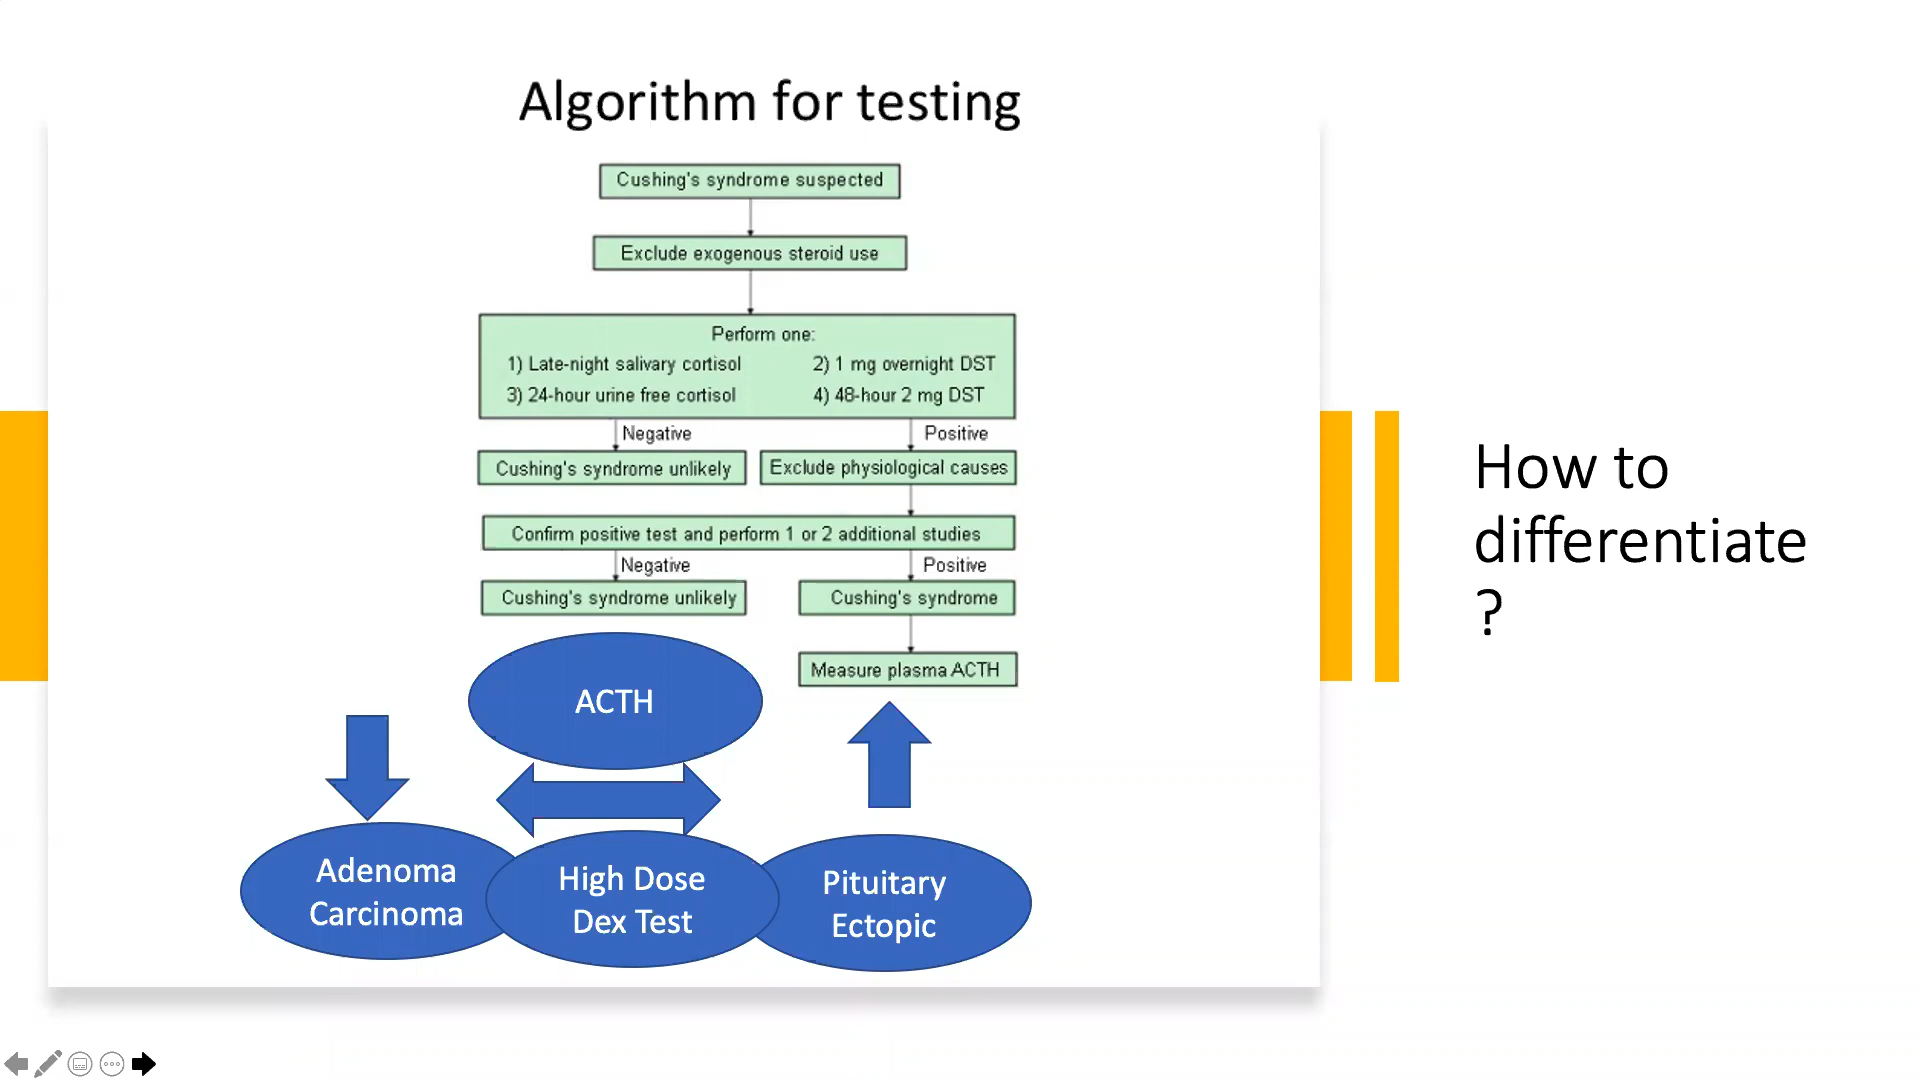 Algorithm for testing
Cushing's syndrome suspected
Exclude exogenous steroid use
Perform one:
1) Late-night salivary cortisol
2) 1 mg overnight DST
3) 24-hour urine free cortisol
4) 48-hour 2 mg DST
Negative
Positive
Cushing's syndrome unlikely
Exclude physiological causes
Confirm positive test and perform 1 or 2 additional studies
Negative
Positive
Cushing's syndrome unlikely
Cushing's syndrome
Measure plasma ACTH
ACTH
Adenoma
Carcinoma
High Dose
Dex Test
Pituitary
Ectopic
How to
differentiate
?